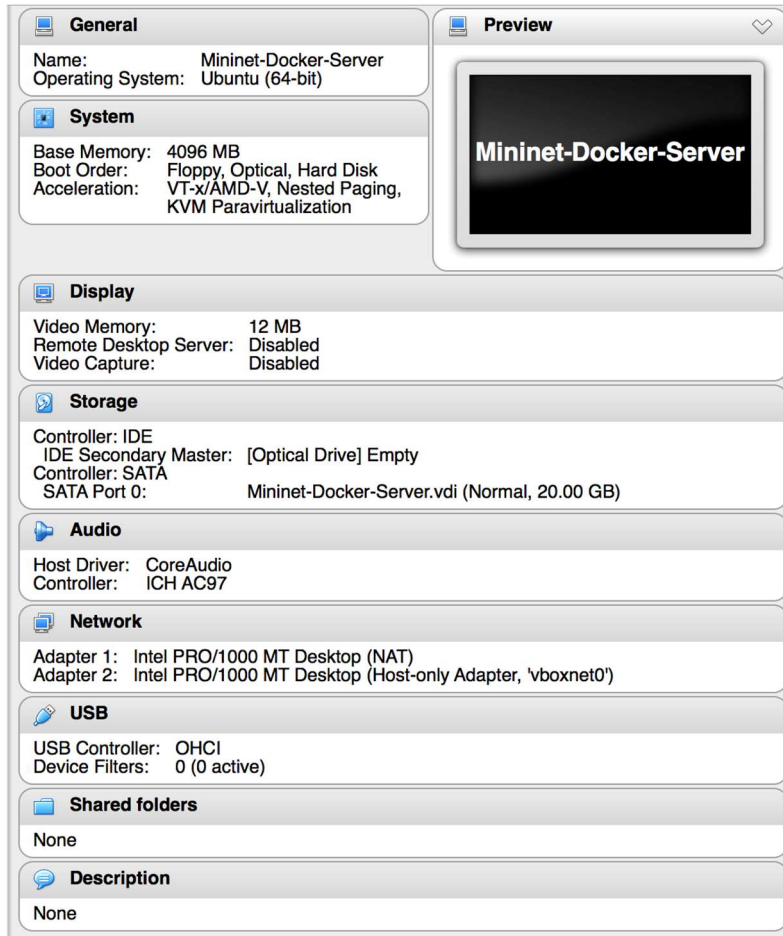 General
Name: Mininet-Docker-Server
Operating System: Ubuntu (64-bit)
System
Base Memory: 4096 MB
Boot Order: Floppy, Optical, Hard Disk
Acceleration: VT-x/AMD-V, Nested Paging,
KVM Paravirtualization
Preview
Mininet-Docker-Server
Display
Video Memory: 12 MB
Remote Desktop Server: Disabled
Video Capture: Disabled
Storage
Controller: IDE
IDE Secondary Master: [Optical Drive] Empty
Controller: SATA
SATA Port 0: Mininet-Docker-Server.vdi (Normal, 20.00 GB)
Audio
Host Driver: CoreAudio
Controller: ICH AC97
Network
Adapter 1: Intel PRO/1000 MT Desktop (NAT)
Adapter 2: Intel PRO/1000 MT Desktop (Host-only Adapter, 'vboxnet0')
USB
USB Controller: OHCI
Device Filters: 0 (0 active)
Shared folders
None
Description
None